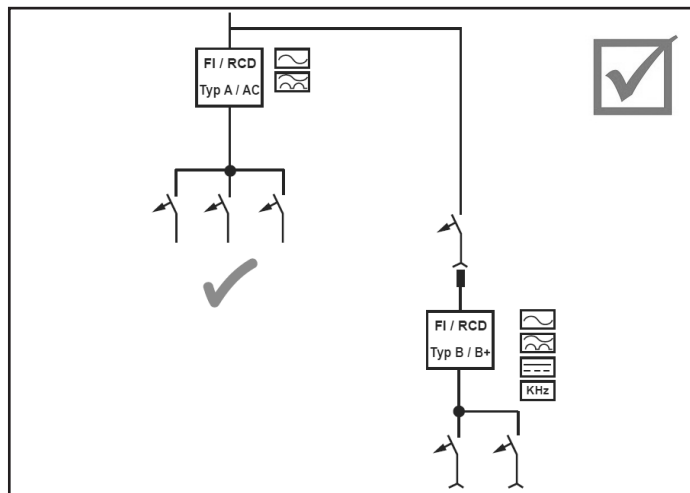 FI / RCD
Typ A / AC
FI / RCD
Typ B / B+
KHz